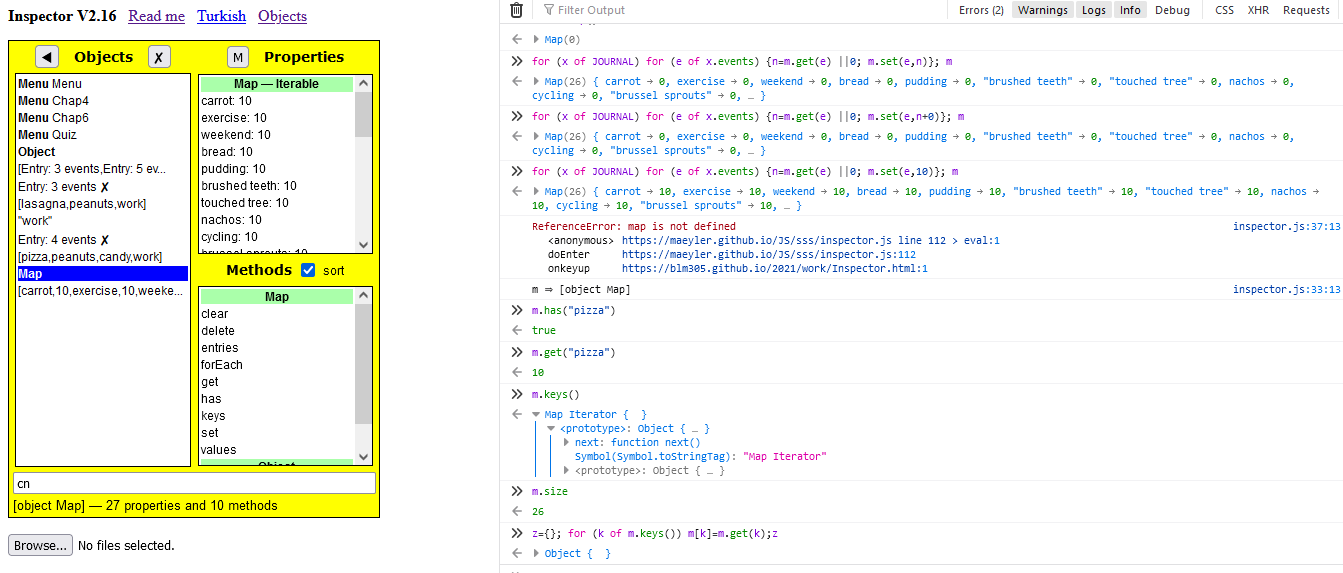 Inspector V2.16 Read me Turkish Objects
◀ Objects ✗ M Properties
Menu Menu
Menu Chap4
Menu Chap6
Menu Quiz
Object
[Entry: 3 events,Entry: 5 ev...
Entry: 3 events ✗
[lasagna,peanuts,work]
"work"
Entry: 4 events ✗
[pizza,peanuts,candy,work]
Map
[carrot,10,exercise,10,weeke...
Map — Iterable
carrot: 10
exercise: 10
weekend: 10
bread: 10
pudding: 10
brushed teeth: 10
touched tree: 10
nachos: 10
cycling: 10
brussel sprouts: 10
Methods sort
Map
clear
delete
entries
forEach
get
has
keys
set
values
Object
cn
[object Map] — 27 properties and 10 methods
Browse... No files selected.
Filter Output Errors (2) Warnings Logs Info Debug CSS XHR Requests
Map(0)
for (x of JOURNAL) for (e of x.events) {n=m.get(e) ||0; m.set(e,n)}; m
Map(26) { carrot → 0, exercise → 0, weekend → 0, bread → 0, pudding → 0, "brushed teeth" → 0, "touched tree" → 0, nachos → 0,
cycling → 0, "brussel sprouts" → 0, … }
for (x of JOURNAL) for (e of x.events) {n=m.get(e) ||0; m.set(e,n+0)}; m
Map(26) { carrot → 0, exercise → 0, weekend → 0, bread → 0, pudding → 0, "brushed teeth" → 0, "touched tree" → 0, nachos → 0,
cycling → 0, "brussel sprouts" → 0, … }
for (x of JOURNAL) for (e of x.events) {n=m.get(e) ||0; m.set(e,10)}; m
Map(26) { carrot → 10, exercise → 10, weekend → 10, bread → 10, pudding → 10, "brushed teeth" → 10, "touched tree" → 10, nachos →
10, cycling → 10, "brussel sprouts" → 10, … }
ReferenceError: map is not defined inspector.js:37:13
<anonymous> https://maeyler.github.io/JS/sss/inspector.js line 112 > eval:1
doEnter https://maeyler.github.io/JS/sss/inspector.js:112
onkeyup https://blm305.github.io/2021/work/Inspector.html:1
m ⇒ [object Map] inspector.js:33:13
m.has("pizza")
true
m.get("pizza")
10
m.keys()
Map Iterator { }
<prototype>: Object { … }
next: function next()
Symbol(Symbol.toStringTag): "Map Iterator"
<prototype>: Object { … }
m.size
26
z={}; for (k of m.keys()) m[k]=m.get(k);z
Object { }